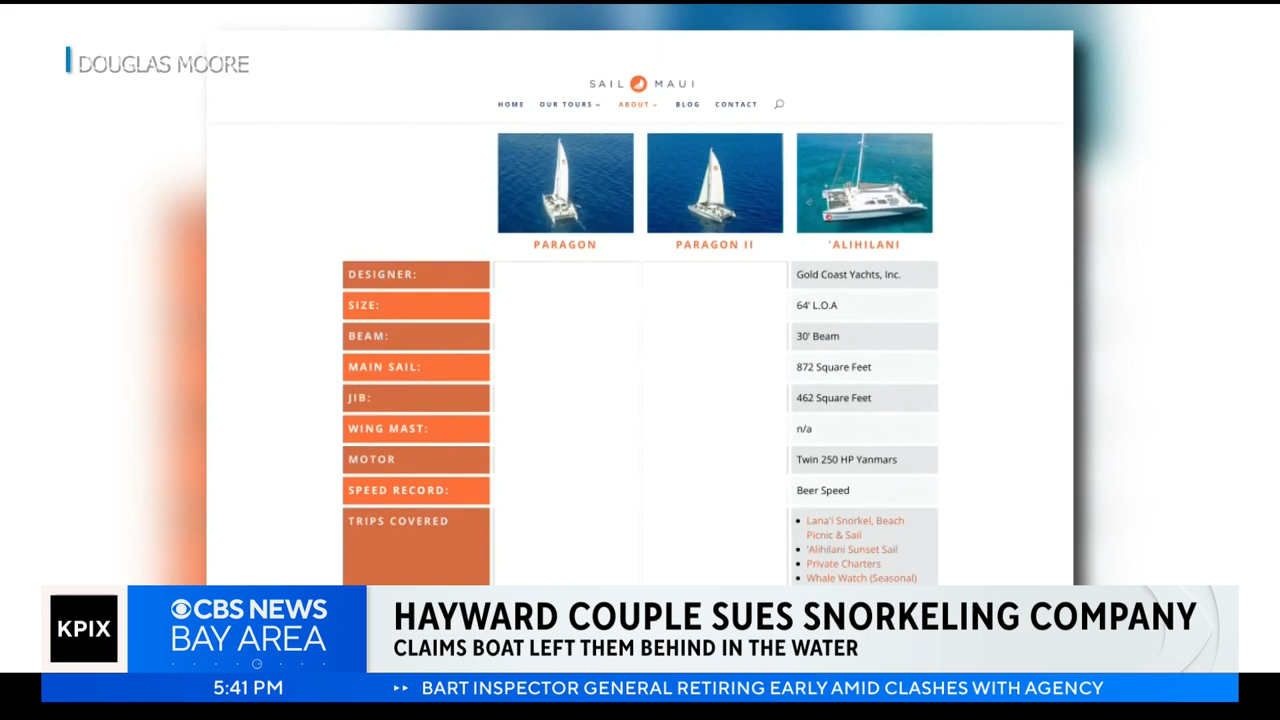 DOUGLAS MOORE
SAIL MAUI
HOME OUR TOURS ABOUT BLOG CONTACT
PARAGON PARAGON II 'ALIHILANI
DESIGNER: Gold Coast Yachts, Inc.
SIZE: 64' L.O.A
BEAM: 30' Beam
MAIN SAIL: 872 Square Feet
JIB: 462 Square Feet
WING MAST: n/a
MOTOR Twin 250 HP Yanmars
SPEED RECORD: Beer Speed
TRIPS COVERED
• Lana'i Snorkel, Beach
Picnic & Sail
• 'Alihilani Sunset Sail
• Private Charters
• Whale Watch (Seasonal)
KPIX
CBS NEWS
BAY AREA
HAYWARD COUPLE SUES SNORKELING COMPANY
CLAIMS BOAT LEFT THEM BEHIND IN THE WATER
5:41 PM
BART INSPECTOR GENERAL RETIRING EARLY AMID CLASHES WITH AGENCY